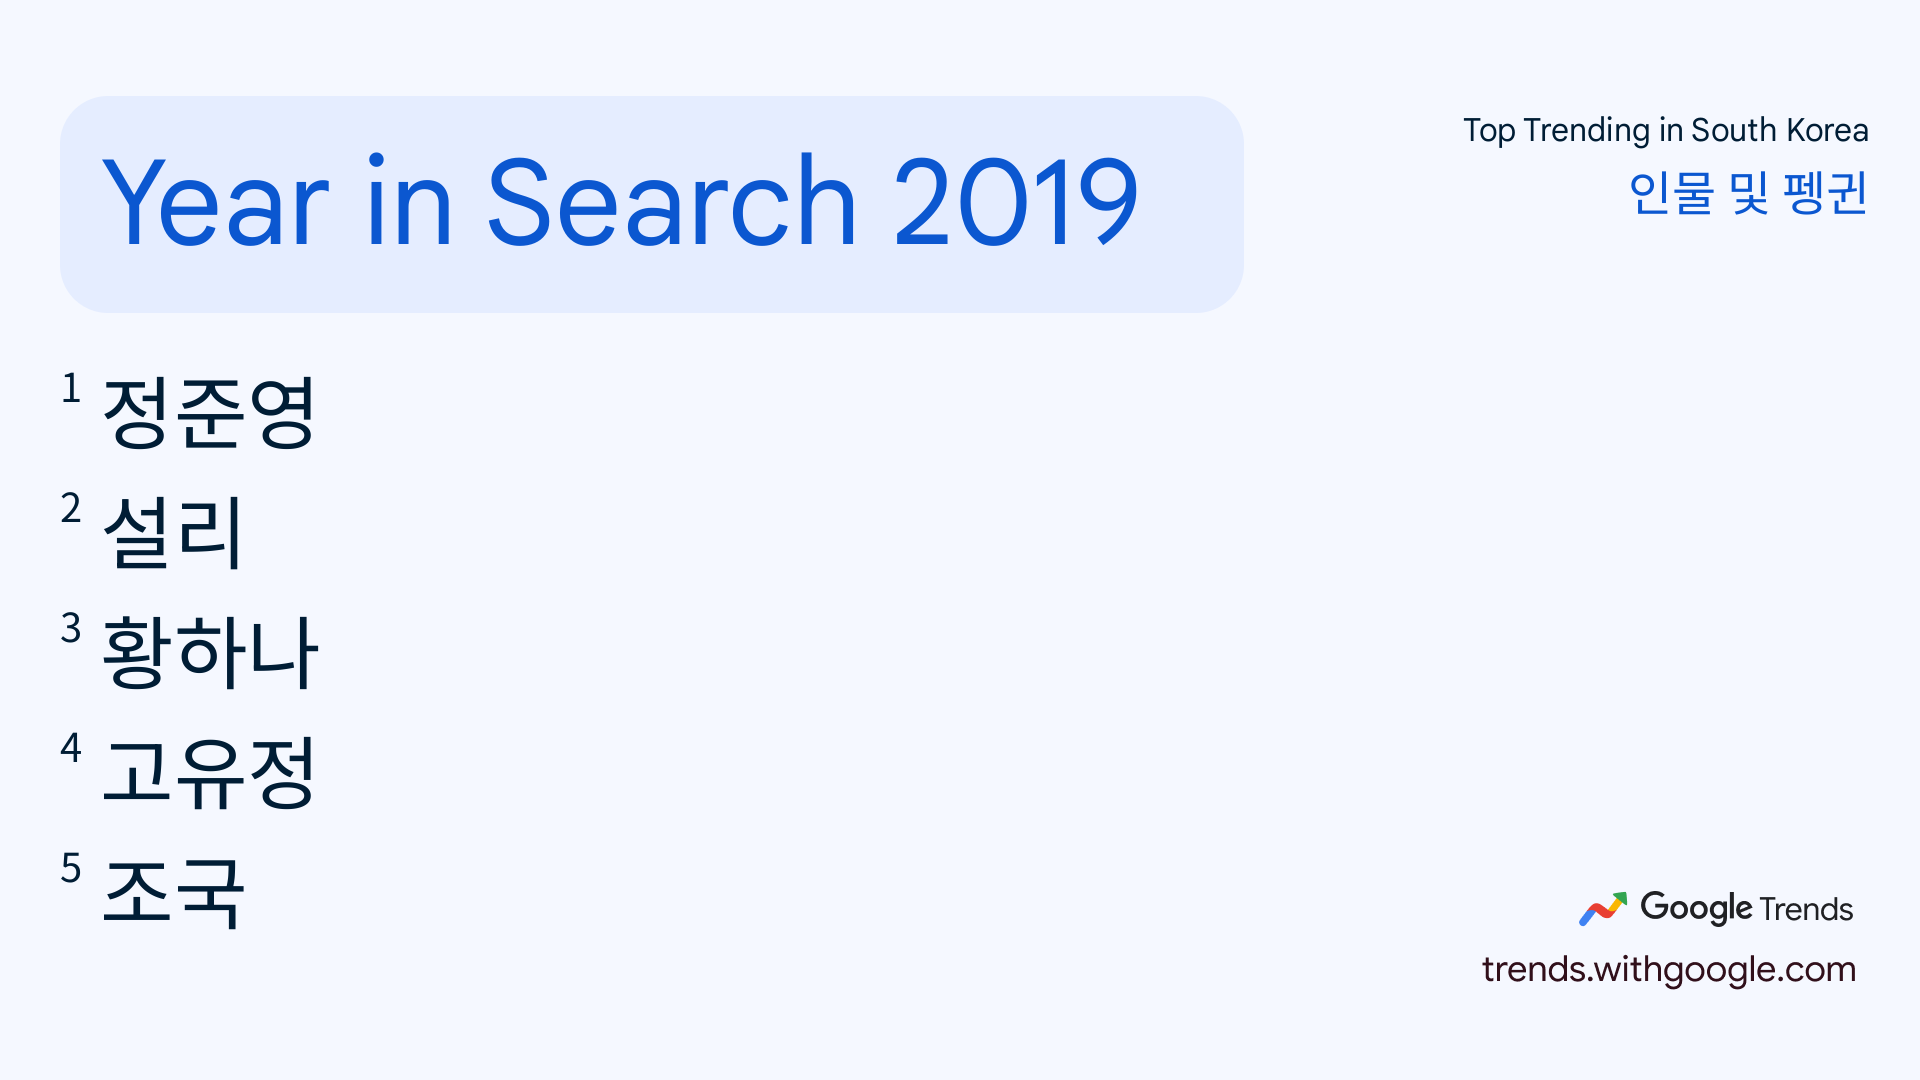 Year in Search 2019
Top Trending in South Korea
인물 및 펭귄
1 정준영
2 설리
3 황하나
4 고유정
5 조국
Google Trends
trends.withgoogle.com